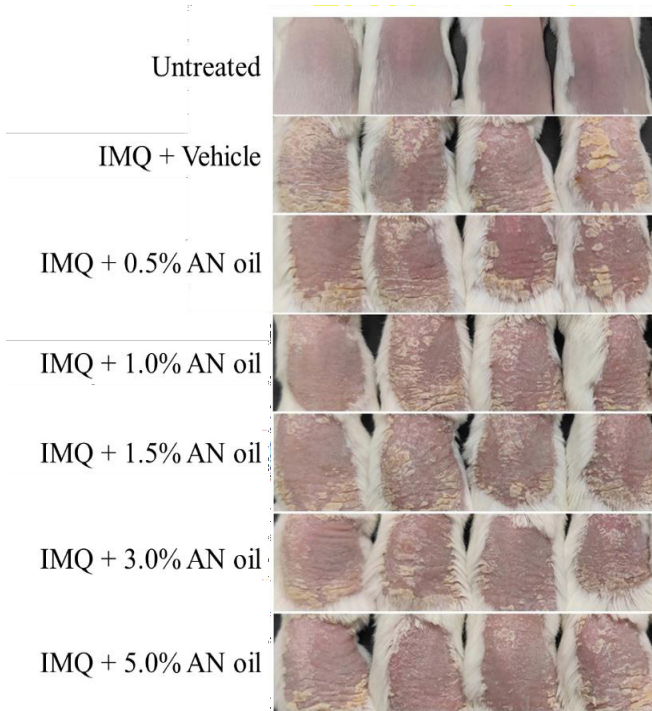 Untreated
IMQ + Vehicle
IMQ + 0.5% AN oil
IMQ + 1.0% AN oil
IMQ + 1.5% AN oil
IMQ + 3.0% AN oil
IMQ + 5.0% AN oil